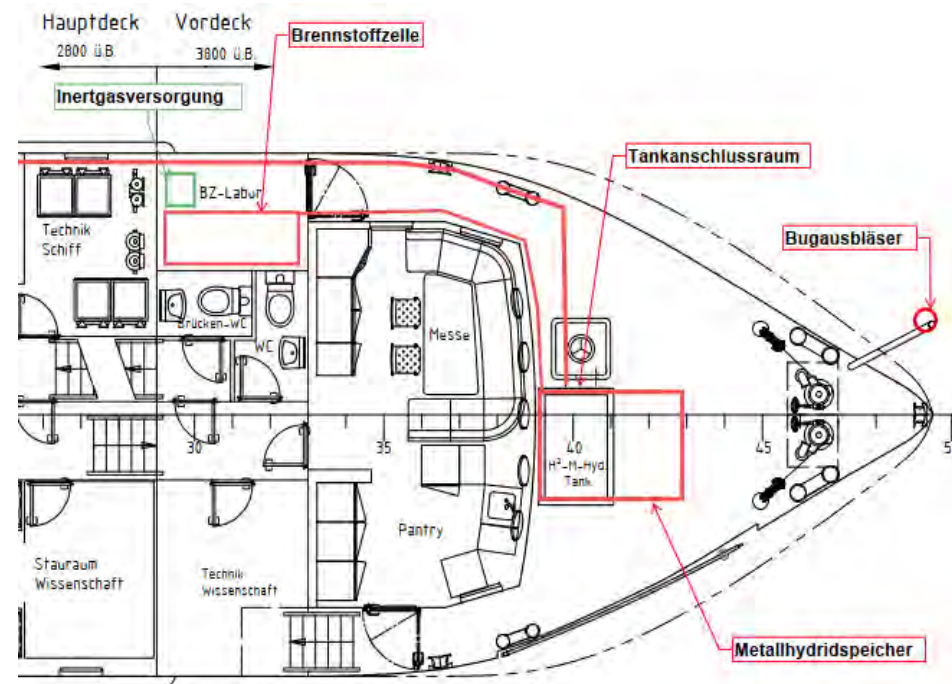 Hauptdeck
Vordeck
2800 ü.B.
3800 ü.B.
Brennstoffzelle
Inertgasversorgung
Tankanschlussraum
BZ-Labor
Technik
Schiff
Bugausbläser
Brücken-WC
WC
Messe
30
35
40
45
5
H²-M-Hyd.
Tank
Pantry
Stauraum
Wissenschaft
Technik
Wissenschaft
Metallhydridspeicher